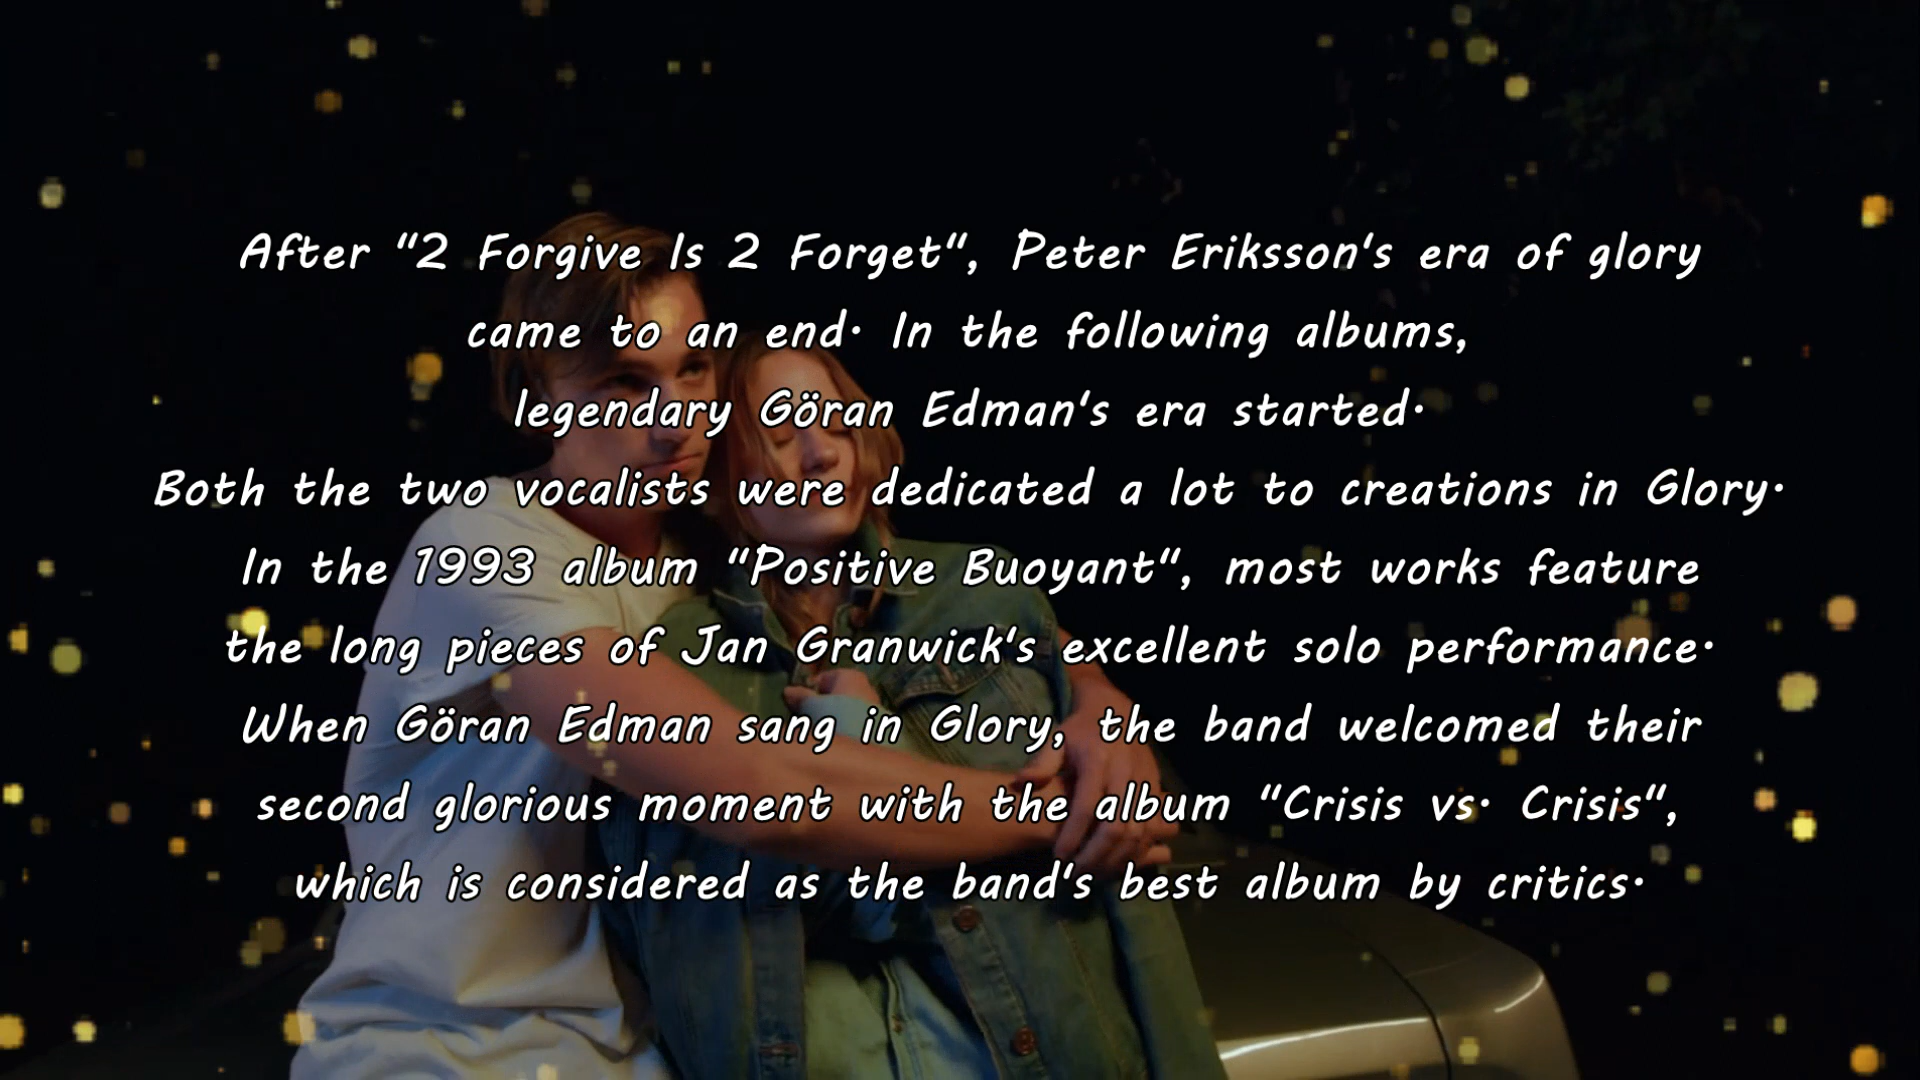 After "2 Forgive Is 2 Forget", Peter Eriksson's era of glory
came to an end. In the following albums,
legendary Göran Edman's era started.
Both the two vocalists were dedicated a lot to creations in Glory.
In the 1993 album "Positive Buoyant", most works feature
the long pieces of Jan Granwick's excellent solo performance.
When Göran Edman sang in Glory, the band welcomed their
second glorious moment with the album "Crisis vs. Crisis",
which is considered as the band's best album by critics.